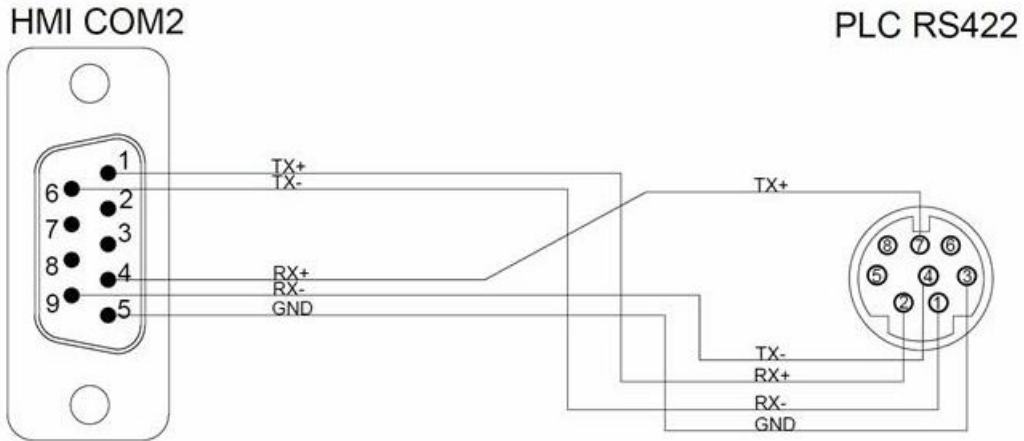 HMI COM2
PLC RS422
1
6
2
7
3
8
4
9
5
TX+
TX-
RX+
RX-
GND
TX+
8
7
6
5
4
3
2
1
TX-
RX+
RX-
GND